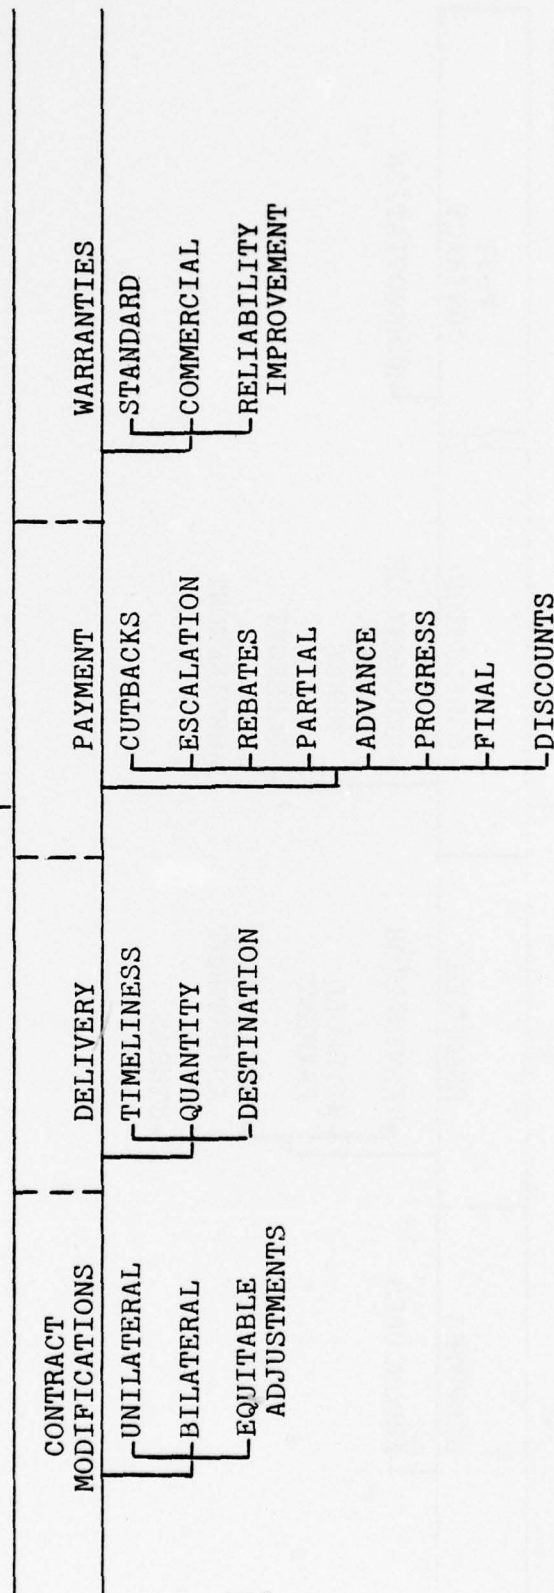 CONTRACT
MODIFICATIONS
UNILATERAL
BILATERAL
EQUITABLE
ADJUSTMENTS
DELIVERY
TIMELINESS
QUANTITY
DESTINATION
PAYMENT
CUTBACKS
ESCALATION
REBATES
PARTIAL
ADVANCE
PROGRESS
FINAL
DISCOUNTS
WARRANTIES
STANDARD
COMMERCIAL
RELIABILITY
IMPROVEMENT